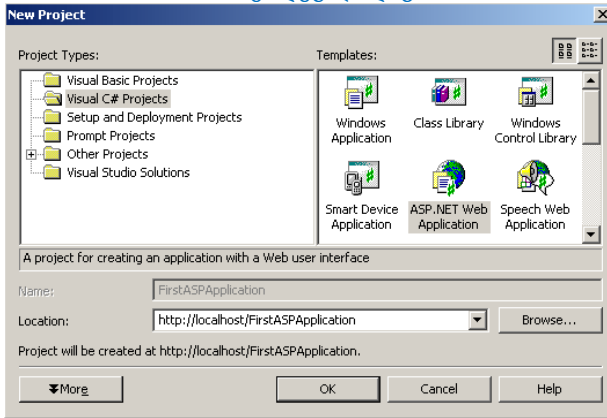 New Project
Project Types:
Templates:
Visual Basic Projects
Visual C# Projects
Setup and Deployment Projects
Prompt Projects
Other Projects
Visual Studio Solutions
Windows
Application
Class Library
Windows
Control Library
Smart Device
Application
ASP.NET Web
Application
Speech Web
Application
A project for creating an application with a Web user interface
Name:
FirstASPApplication
Location:
http://localhost/FirstASPApplication
Browse...
Project will be created at http://localhost/FirstASPApplication.
More
OK
Cancel
Help